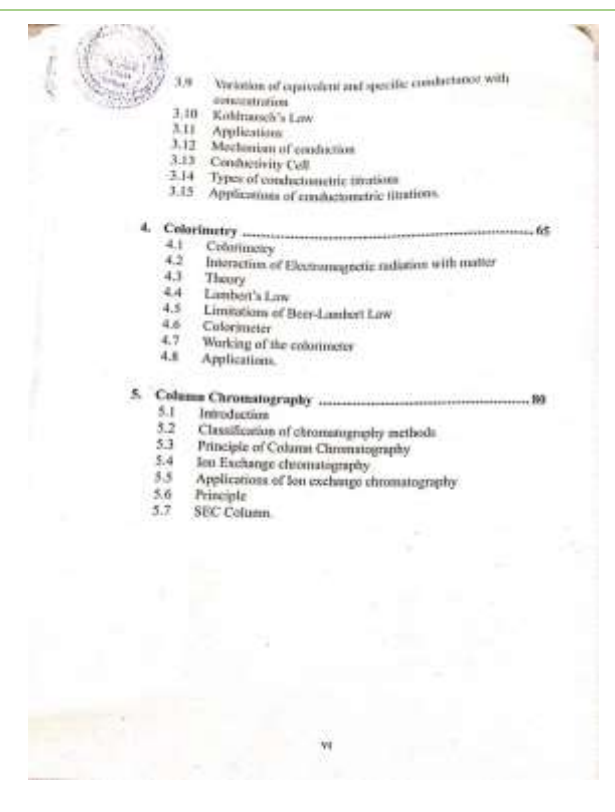 3.9 Variation of equivalent and specific conductance with
concentration
3.10 Kohlrausch's Law
3.11 Applications
3.12 Mechanism of conduction
3.13 Conductivity Cell
3.14 Types of conductometric titrations
3.15 Applications of conductometric titrations.
4. Colorimetry ................................................................ 65
4.1 Colorimetry
4.2 Interaction of Electromagnetic radiation with matter
4.3 Theory
4.4 Lambert's Law
4.5 Limitations of Beer-Lambert Law
4.6 Colorimeter
4.7 Working of the colorimeter
4.8 Applications.
5. Column Chromatography ................................................ 80
5.1 Introduction
5.2 Classification of chromatography methods
5.3 Principle of Column Chromatography
5.4 Ion Exchange chromatography
5.5 Applications of Ion exchange chromatography
5.6 Principle
5.7 SEC Column.
vi